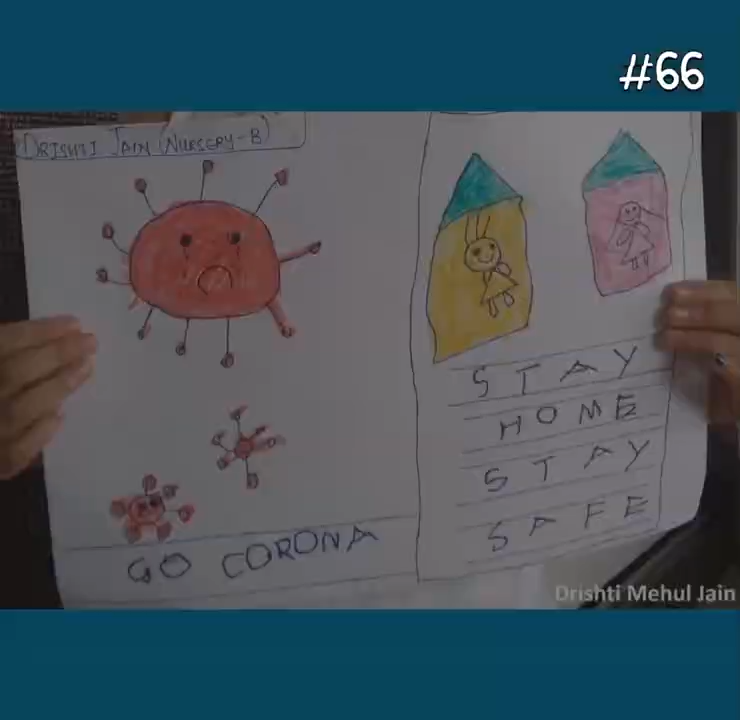 #66
DRISHTI JAIN (NURSERY-B)
GO CORONA
STAY
HOME
STAY
SAFE
Drishti Mehul Jain